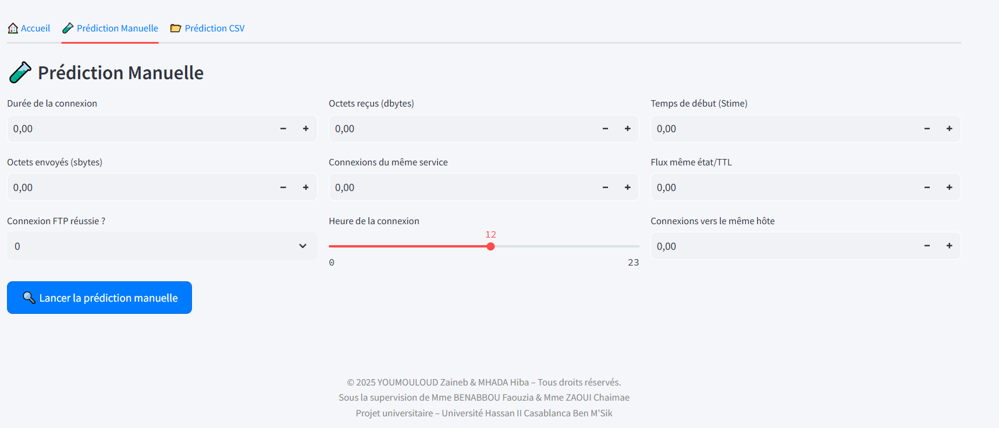 Accueil Prédiction Manuelle Prédiction CSV
Prédiction Manuelle
Durée de la connexion
0,00
Octets reçus (dbytes)
0,00
Temps de début (Stime)
0,00
Octets envoyés (sbytes)
0,00
Connexions du même service
0,00
Flux même état/TTL
0,00
Connexion FTP réussie ?
0
Heure de la connexion
12
0 23
Connexions vers le même hôte
0,00
Lancer la prédiction manuelle
© 2025 YOUMOULOUD Zaineb & MHADA Hiba – Tous droits réservés.
Sous la supervision de Mme BENABBOU Faouzia & Mme ZAOUI Chaimae
Projet universitaire – Université Hassan II Casablanca Ben M'Sik